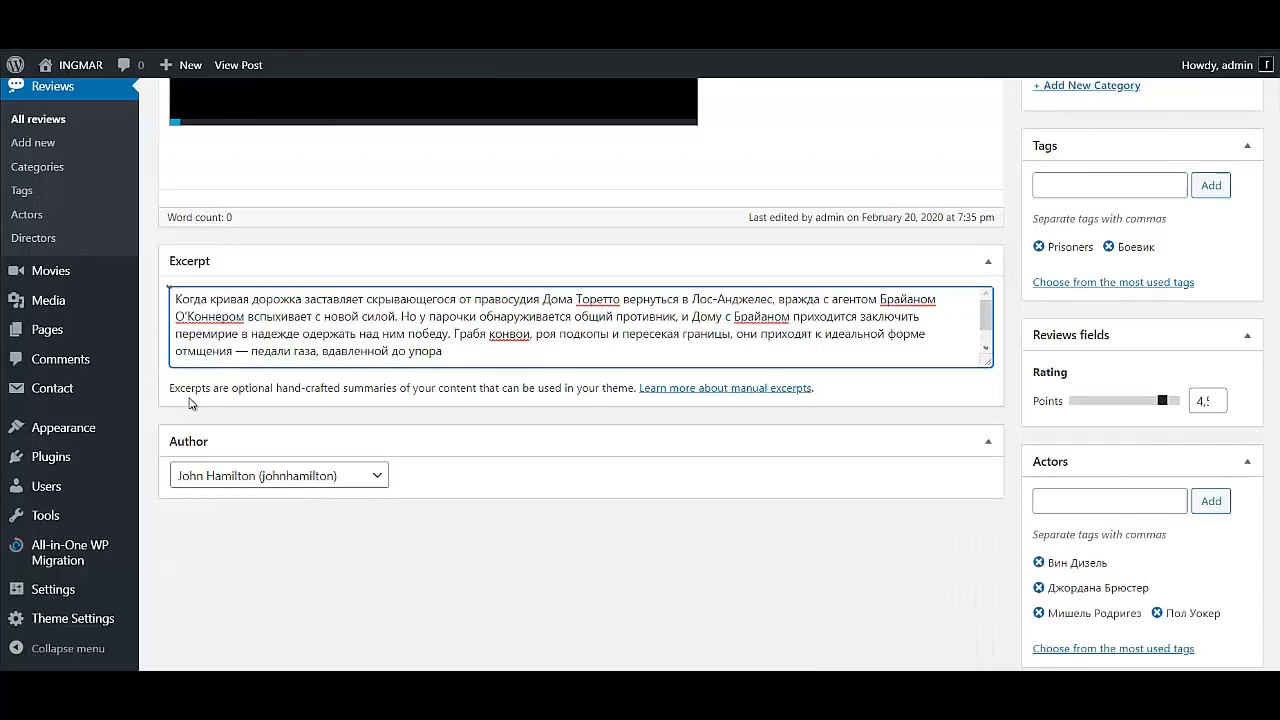 INGMAR 0 New View Post Howdy, admin
Reviews
All reviews
Add new
Categories
Tags
Actors
Directors
Movies
Media
Pages
Comments
Contact
Appearance
Plugins
Users
Tools
All-in-One WP
Migration
Settings
Theme Settings
Collapse menu
Word count: 0 Last edited by admin on February 20, 2020 at 7:35 pm
Excerpt
Когда кривая дорожка заставляет скрывающегося от правосудия Дома Торетто вернуться в Лос-Анджелес, вражда с агентом Брайаном
О'Коннером вспыхивает с новой силой. Но у парочки обнаруживается общий противник, и Дому с Брайаном приходится заключить
перемирие в надежде одержать над ним победу. Грабя конвои, роя подкопы и пересекая границы, они приходят к идеальной форме
отмщения — педали газа, вдавленной до упора
Excerpts are optional hand-crafted summaries of your content that can be used in your theme. Learn more about manual excerpts.
Author
John Hamilton (johnhamilton)
+ Add New Category
Tags
Add
Separate tags with commas
Prisoners Боевик
Choose from the most used tags
Reviews fields
Rating
Points 4,5
Actors
Add
Separate tags with commas
Вин Дизель
Джордана Брюстер
Мишель Родригез Пол Уокер
Choose from the most used tags